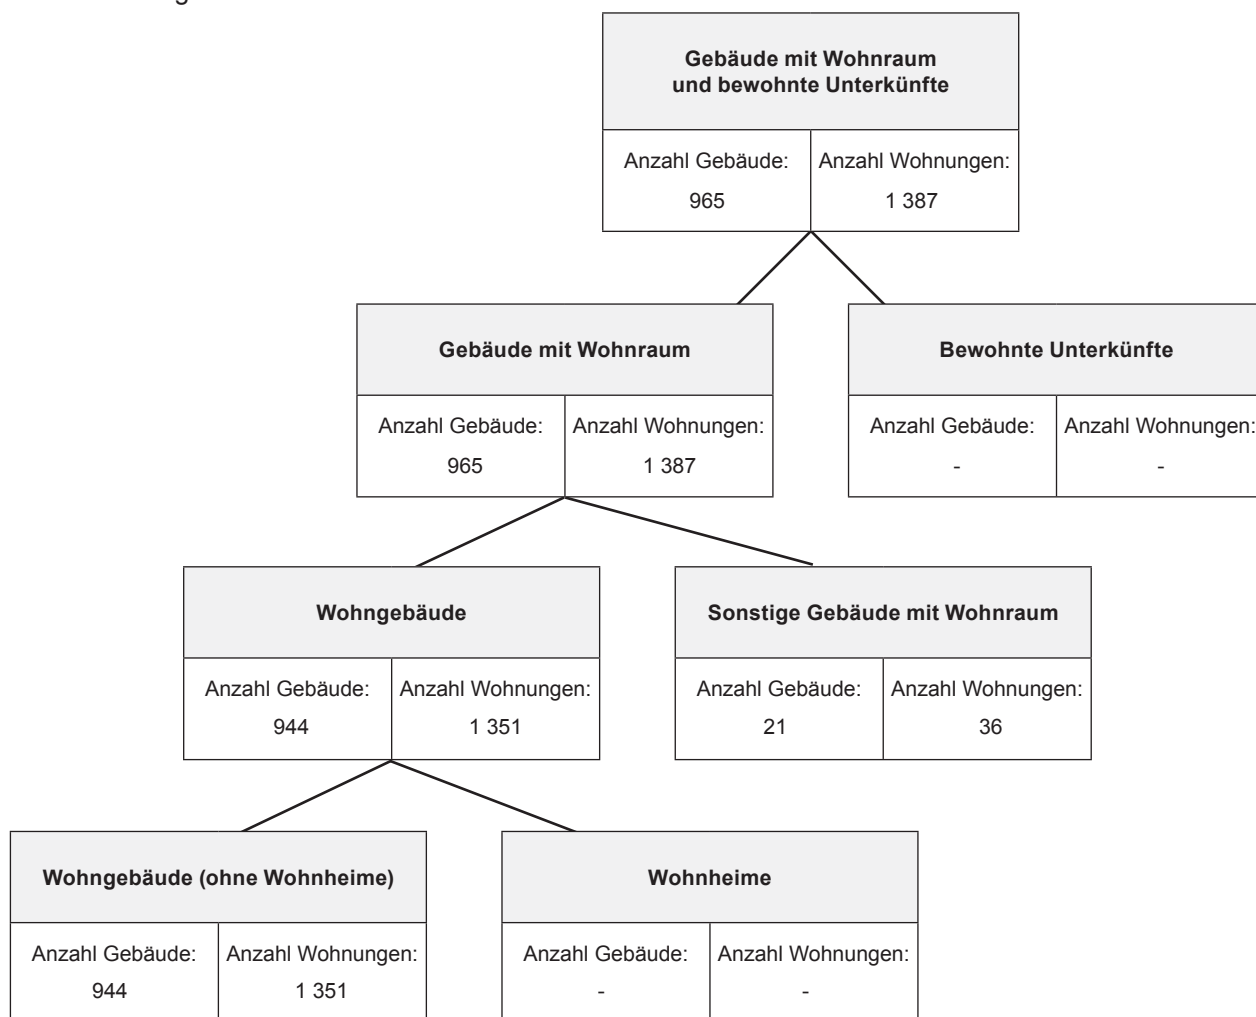 Gebäude mit Wohnraum
und bewohnte Unterkünfte
Anzahl Gebäude: Anzahl Wohnungen:
965 1 387
Gebäude mit Wohnraum
Anzahl Gebäude: Anzahl Wohnungen:
965 1 387
Bewohnte Unterkünfte
Anzahl Gebäude: Anzahl Wohnungen:
- -
Wohngebäude
Anzahl Gebäude: Anzahl Wohnungen:
944 1 351
Sonstige Gebäude mit Wohnraum
Anzahl Gebäude: Anzahl Wohnungen:
21 36
Wohngebäude (ohne Wohnheime)
Anzahl Gebäude: Anzahl Wohnungen:
944 1 351
Wohnheime
Anzahl Gebäude: Anzahl Wohnungen:
- -